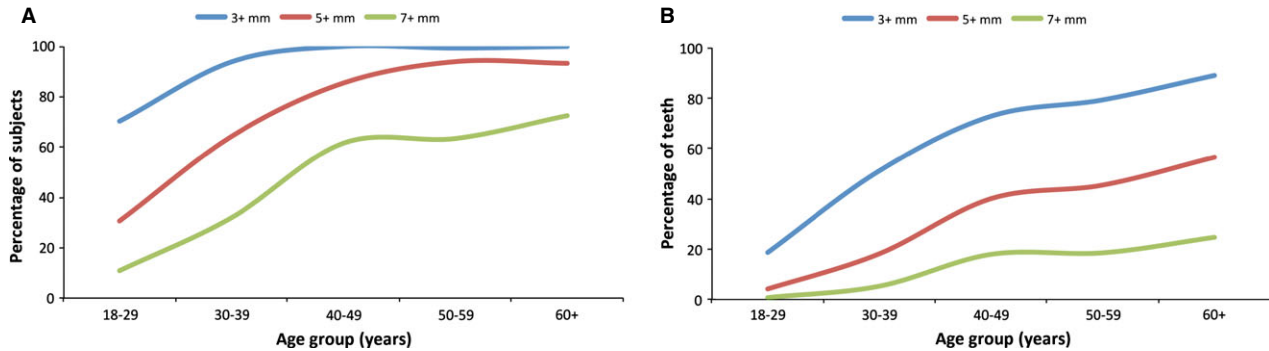 A
3+ mm 5+ mm 7+ mm
Percentage of subjects
100
80
60
40
20
0
18-29 30-39 40-49 50-59 60+
Age group (years)
B
3+ mm 5+ mm 7+ mm
Percentage of teeth
100
80
60
40
20
0
18-29 30-39 40-49 50-59 60+
Age group (years)